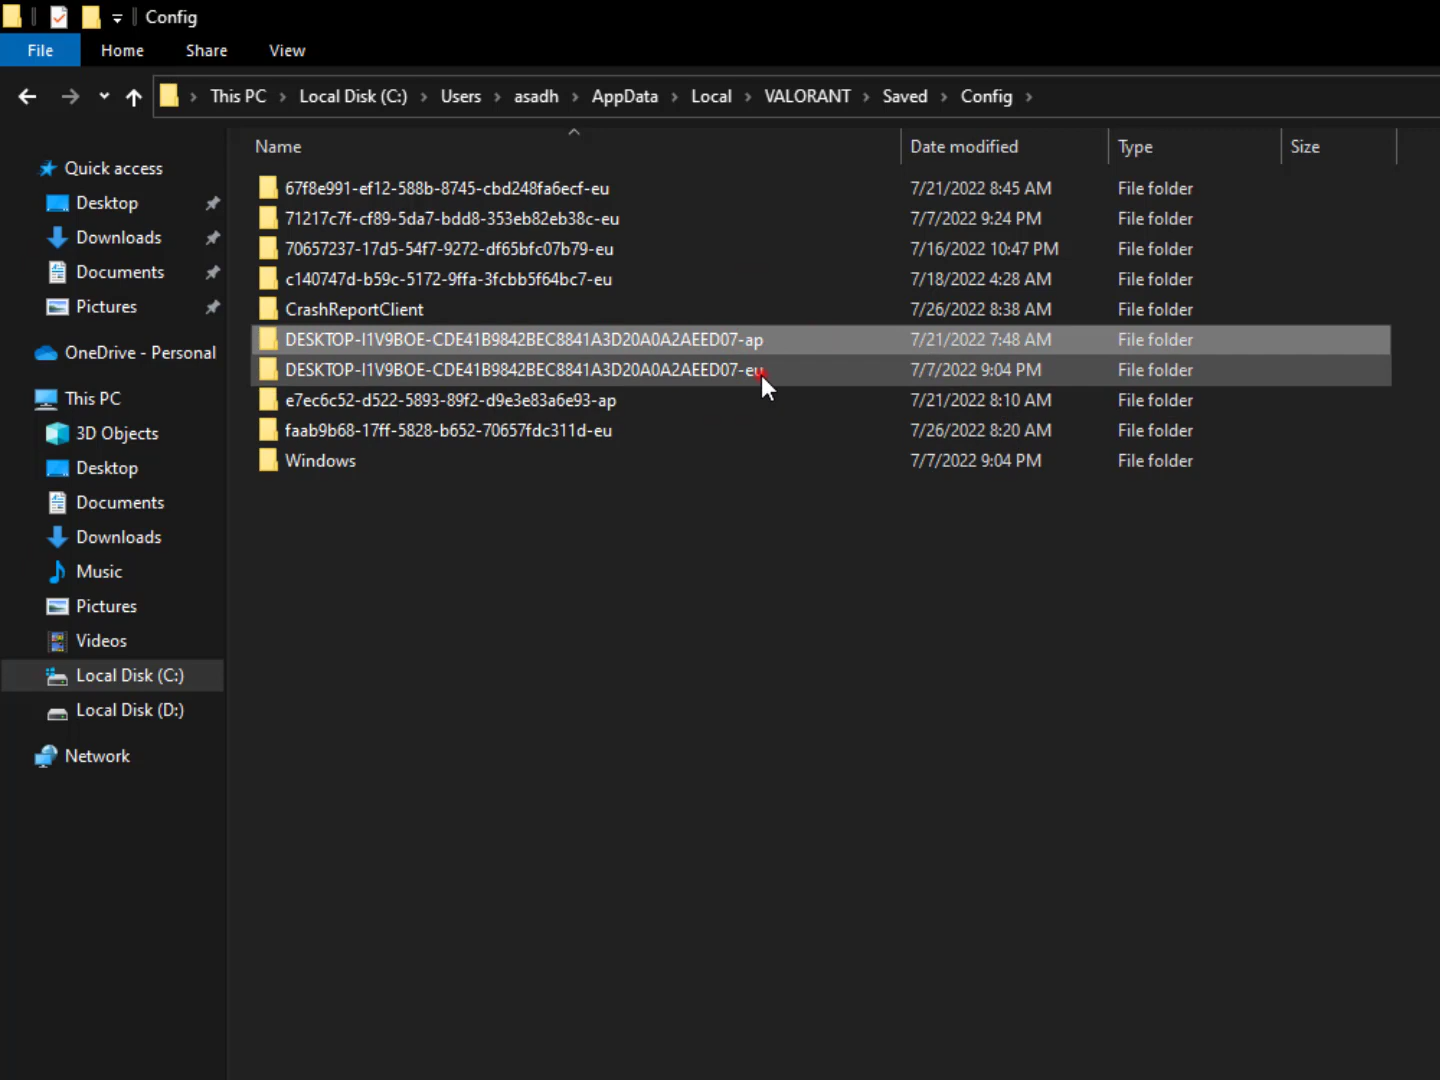 Config
File Home Share View
This PC Local Disk (C:) Users asadh AppData Local VALORANT Saved Config
Name Date modified Type Size
Quick access
Desktop
Downloads
Documents
Pictures
OneDrive - Personal
This PC
3D Objects
Desktop
Documents
Downloads
Music
Pictures
Videos
Local Disk (C:)
Local Disk (D:)
Network
67f8e991-ef12-588b-8745-cbd248fa6ecf-eu 7/21/2022 8:45 AM File folder
71217c7f-cf89-5da7-bdd8-353eb82eb38c-eu 7/7/2022 9:24 PM File folder
70657237-17d5-54f7-9272-df65bfc07b79-eu 7/16/2022 10:47 PM File folder
c140747d-b59c-5172-9ffa-3fcbb5f64bc7-eu 7/18/2022 4:28 AM File folder
CrashReportClient 7/26/2022 8:38 AM File folder
DESKTOP-I1V9BOE-CDE41B9842BEC8841A3D20A0A2AEED07-ap 7/21/2022 7:48 AM File folder
DESKTOP-I1V9BOE-CDE41B9842BEC8841A3D20A0A2AEED07-eu 7/7/2022 9:04 PM File folder
e7ec6c52-d522-5893-89f2-d9e3e83a6e93-ap 7/21/2022 8:10 AM File folder
faab9b68-17ff-5828-b652-70657fdc311d-eu 7/26/2022 8:20 AM File folder
Windows 7/7/2022 9:04 PM File folder